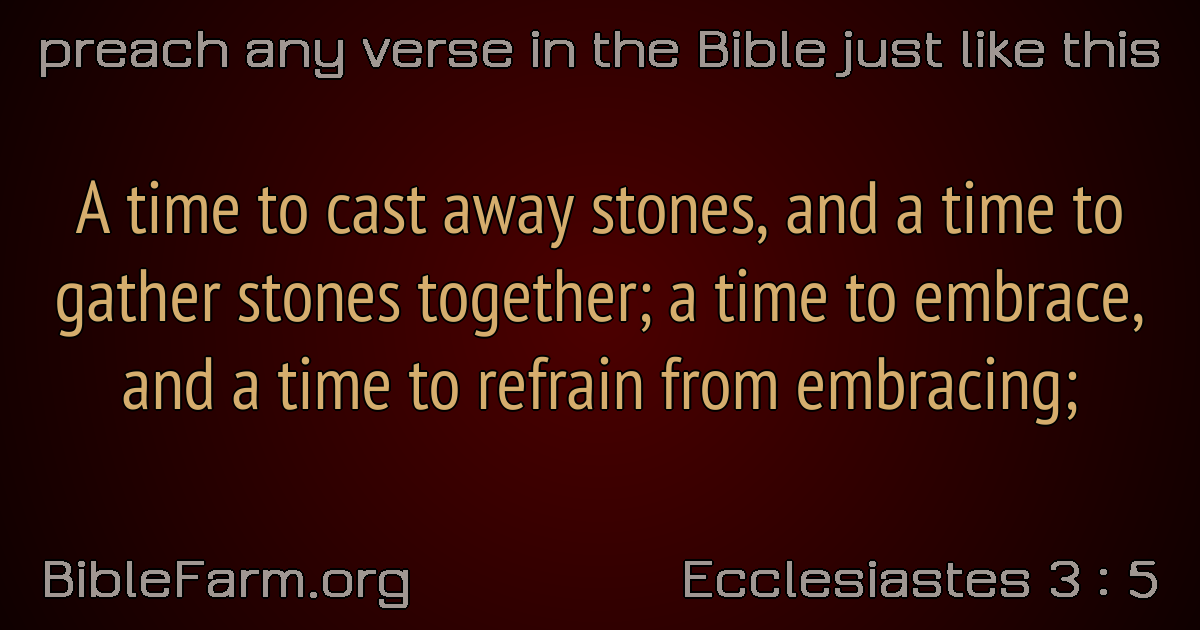 preach any verse in the Bible just like this
A time to cast away stones, and a time to
gather stones together; a time to embrace,
and a time to refrain from embracing;
BibleFarm.org
Ecclesiastes 3 : 5